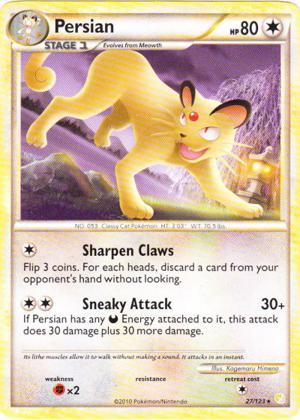 Persian
HP 80
STAGE 1
Evolves from Meowth
NO. 053 Classy Cat Pokémon HT: 3'03" WT: 70.5 lbs.
Sharpen Claws
Flip 3 coins. For each heads, discard a card from your
opponent's hand without looking.
Sneaky Attack 30+
If Persian has any Energy attached to it, this attack
does 30 damage plus 30 more damage.
Its lithe muscles allow it to walk without making a sound. It attacks in an instant.
Illus. Kagemaru Himeno
weakness resistance retreat cost
×2
©2010 Pokémon/Nintendo 27/123 ★